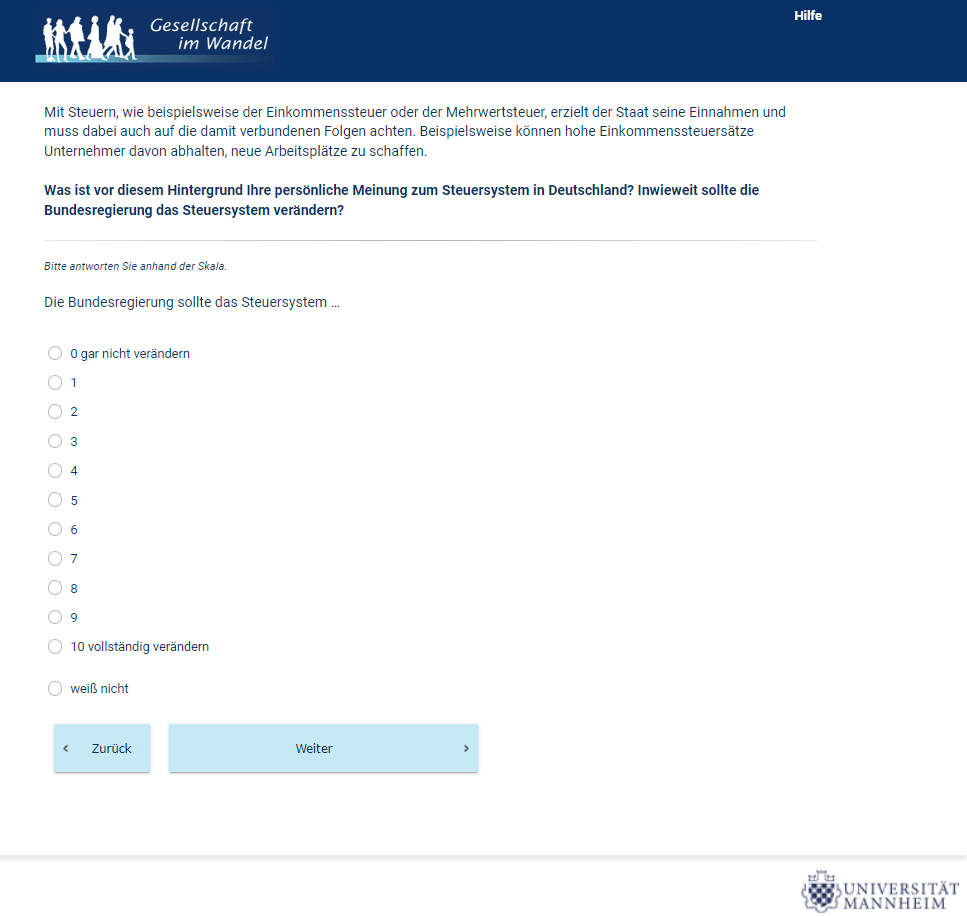 Gesellschaft
im Wandel
Hilfe
Mit Steuern, wie beispielsweise der Einkommenssteuer oder der Mehrwertsteuer, erzielt der Staat seine Einnahmen und
muss dabei auch auf die damit verbundenen Folgen achten. Beispielsweise können hohe Einkommenssteuersätze
Unternehmer davon abhalten, neue Arbeitsplätze zu schaffen.
Was ist vor diesem Hintergrund Ihre persönliche Meinung zum Steuersystem in Deutschland? Inwieweit sollte die
Bundesregierung das Steuersystem verändern?
Bitte antworten Sie anhand der Skala.
Die Bundesregierung sollte das Steuersystem ...
0 gar nicht verändern
1
2
3
4
5
6
7
8
9
10 vollständig verändern
weiß nicht
‹ Zurück
Weiter ›
UNIVERSITÄT
MANNHEIM